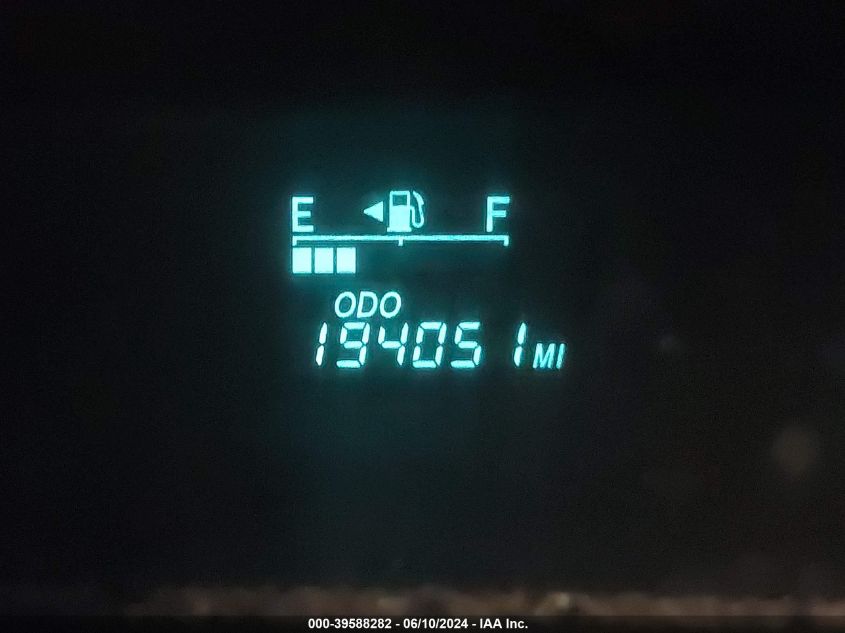 E F
ODO
194051 MI
000-39588282 - 06/10/2024 - IAA Inc.